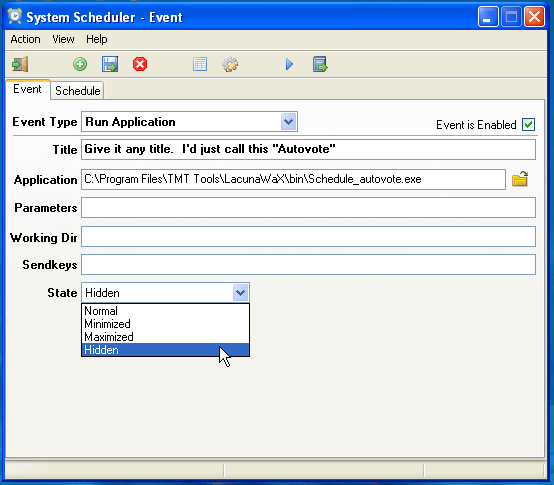 System Scheduler - Event
Action View Help
Event Schedule
Event Type Run Application Event is Enabled
Title Give it any title. I'd just call this "Autovote"
Application C:\Program Files\TMT Tools\LacunaWaX\bin\Schedule_autovote.exe
Parameters
Working Dir
Sendkeys
State Hidden
Normal
Minimized
Maximized
Hidden